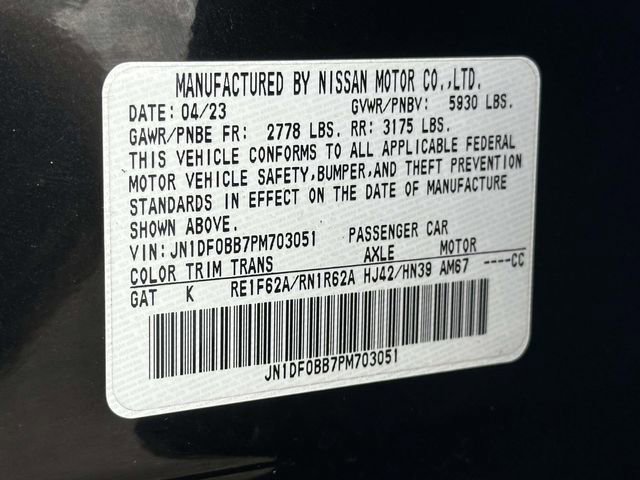 MANUFACTURED BY NISSAN MOTOR CO.,LTD.
DATE: 04/23 GVWR/PNBV: 5930 LBS.
GAWR/PNBE FR: 2778 LBS. RR: 3175 LBS.
THIS VEHICLE CONFORMS TO ALL APPLICABLE FEDERAL
MOTOR VEHICLE SAFETY,BUMPER,AND THEFT PREVENTION
STANDARDS IN EFFECT ON THE DATE OF MANUFACTURE
SHOWN ABOVE.
VIN:JN1DF0BB7PM703051 PASSENGER CAR
COLOR TRIM TRANS AXLE MOTOR
GAT K RE1F62A/RN1R62A HJ42/HN39 AM67 ----CC
JN1DF0BB7PM703051